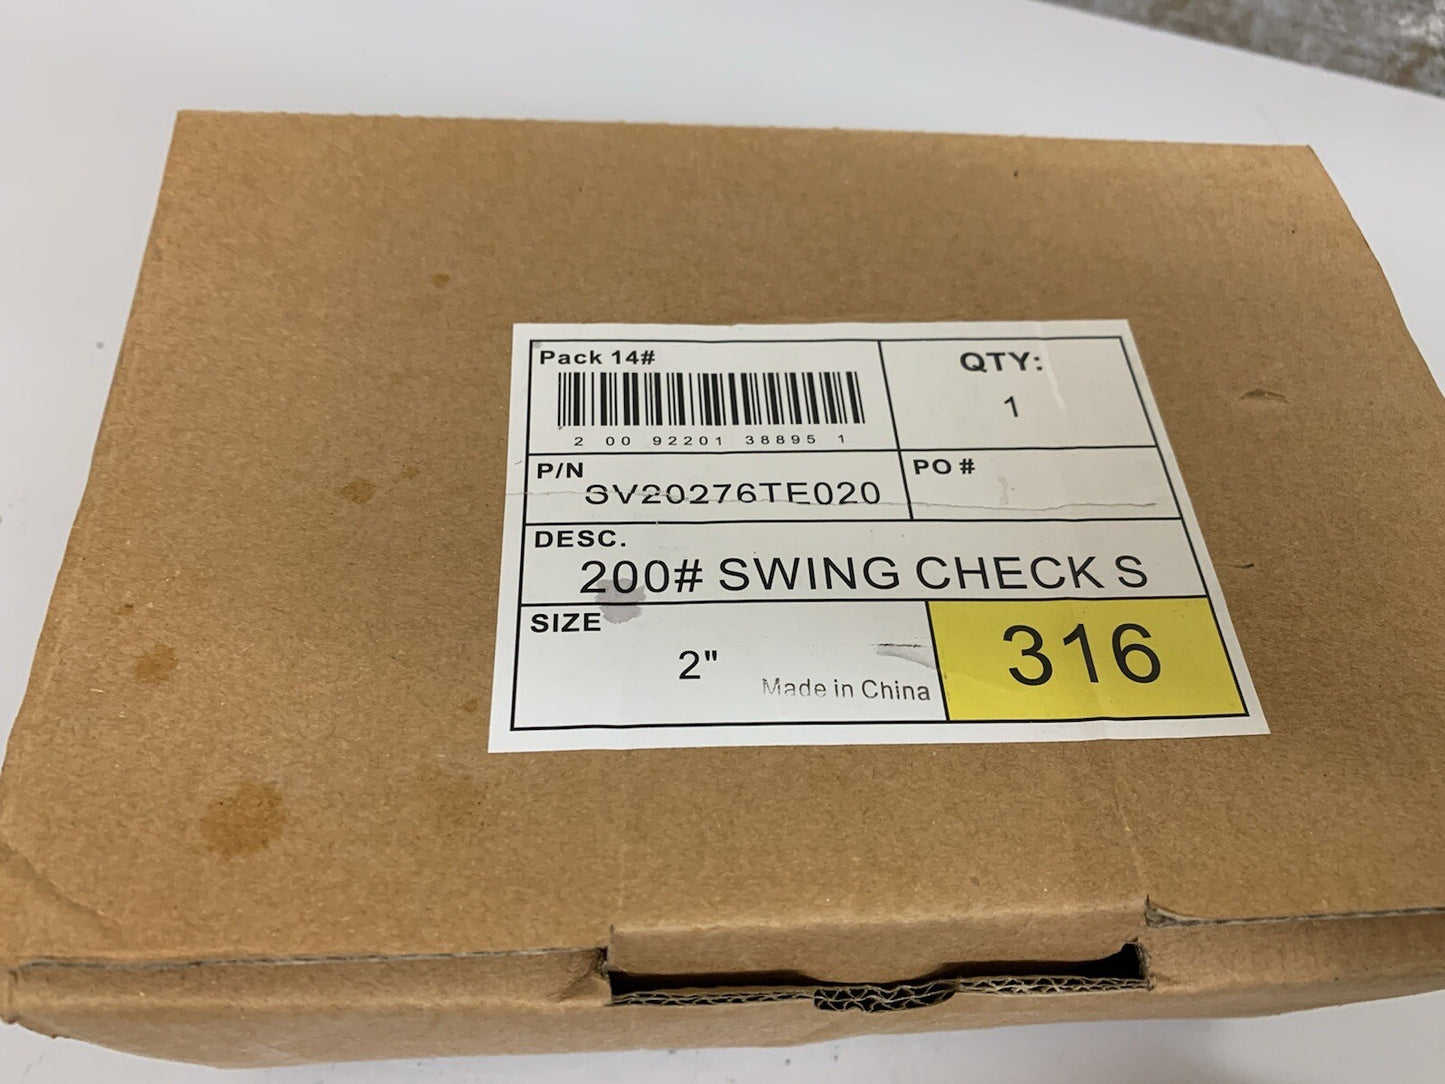 Pack 14#
2 00 92201 38895 1
QTY:
1
P/N
SV20276TE020
PO #
DESC.
200# SWING CHECK S
SIZE
2"
Made in China
316